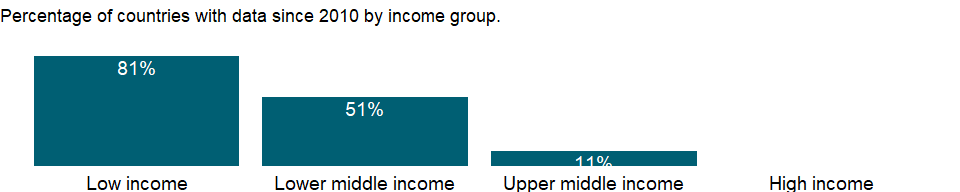 Percentage of countries with data since 2010 by income group.
81%
51%
11%
Low income
Lower middle income
Upper middle income
High income